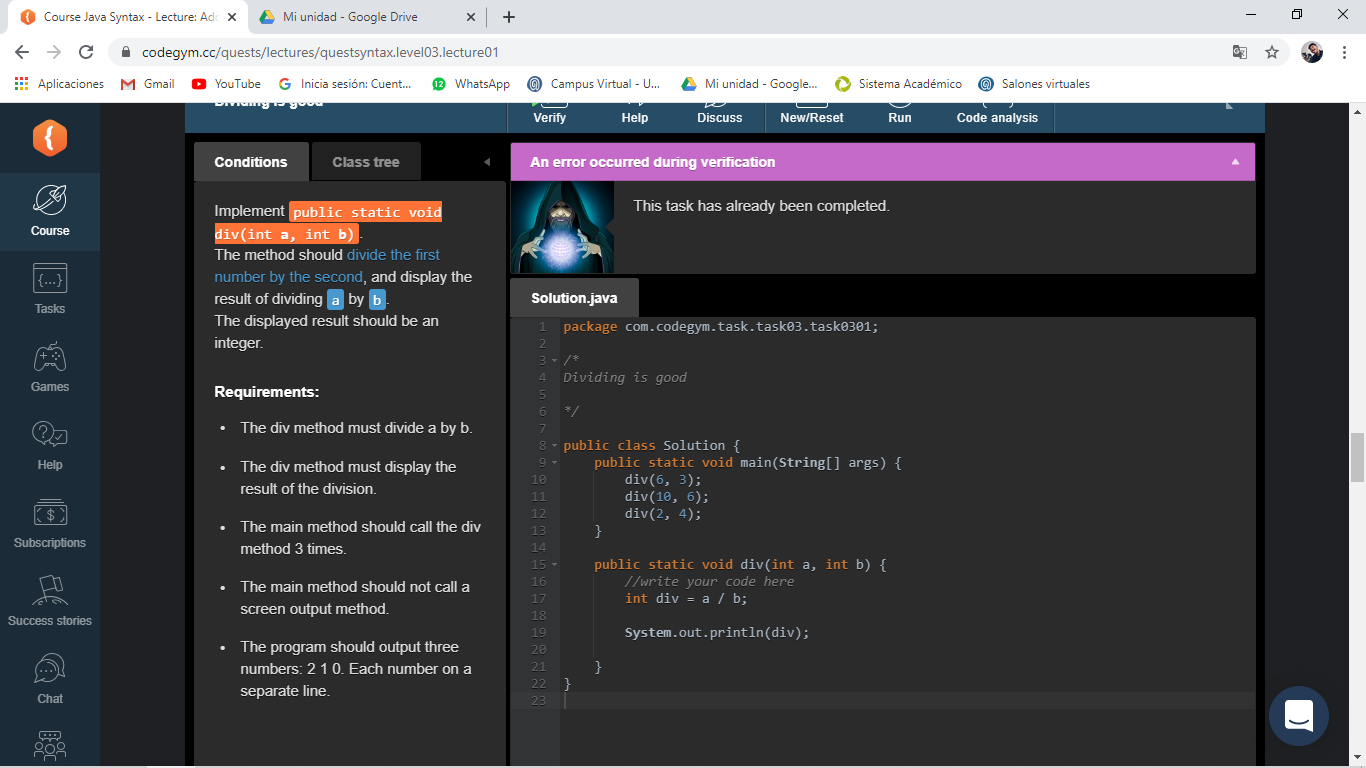 Course Java Syntax - Lecture: Ad
Mi unidad - Google Drive
codegym.cc/quests/lectures/questsyntax.level03.lecture01
Aplicaciones
Gmail
YouTube
Inicia sesión: Cuent...
12
WhatsApp
Campus Virtual - U...
Mi unidad - Google...
Sistema Académico
Salones virtuales
Dividing is good
Verify
Help
Discuss
New/Reset
Run
Code analysis
Course
{...}
Tasks
Games
Help
Subscriptions
Success stories
Chat
Conditions
Class tree
Implement public static void
div(int a, int b).
The method should divide the first
number by the second, and display the
result of dividing a by b.
The displayed result should be an
integer.
Requirements:
• The div method must divide a by b.
• The div method must display the
result of the division.
• The main method should call the div
method 3 times.
• The main method should not call a
screen output method.
• The program should output three
numbers: 2 1 0. Each number on a
separate line.
An error occurred during verification
This task has already been completed.
Solution.java
1 package com.codegym.task.task03.task0301;
2
3 /*
4 Dividing is good
5
6 */
7
8 public class Solution {
9 public static void main(String[] args) {
10 div(6, 3);
11 div(10, 6);
12 div(2, 4);
13 }
14
15 public static void div(int a, int b) {
16 //write your code here
17 int div = a / b;
18
19 System.out.println(div);
20
21 }
22 }
23